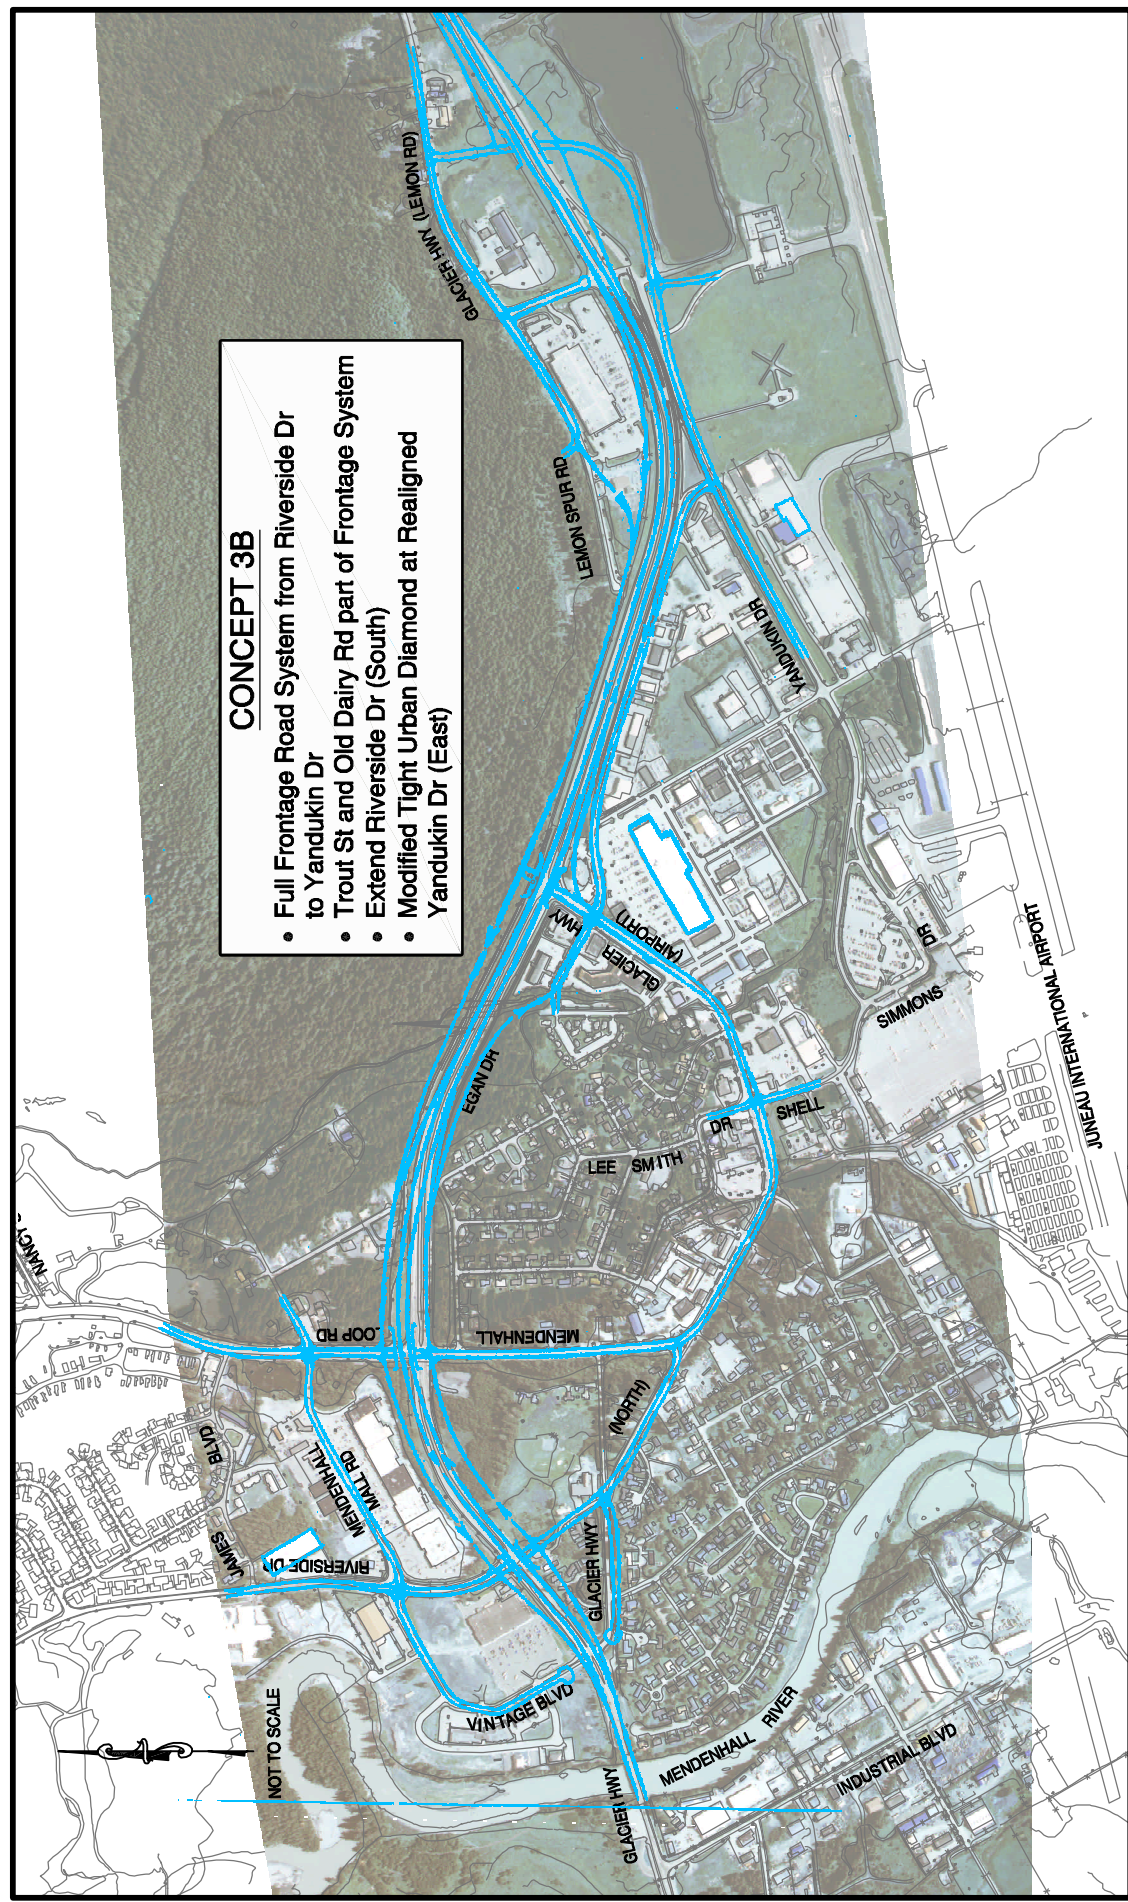 CONCEPT 3B
• Full Frontage Road System from Riverside Dr
to Yandukin Dr
• Trout St and Old Dairy Rd part of Frontage System
• Extend Riverside Dr (South)
• Modified Tight Urban Diamond at Realigned
Yandukin Dr (East)
GLACIER HWY (LEMON RD)
LEMON SPUR RD
YANDUKIN DR
GLACIER HWY
(AIRPORT)
EGAN DR
SIMMONS DR
JUNEAU INTERNATIONAL AIRPORT
SHELL
LEE SMITH DR
LOOP RD
MENDENHALL
(NORTH)
GLACIER HWY
MENDENHALL
MALL RD
BLVD
JAMES
RIVERSIDE DR
VINTAGE BLVD
NOT TO SCALE
MENDENHALL RIVER
INDUSTRIAL BLVD
GLACIER HWY